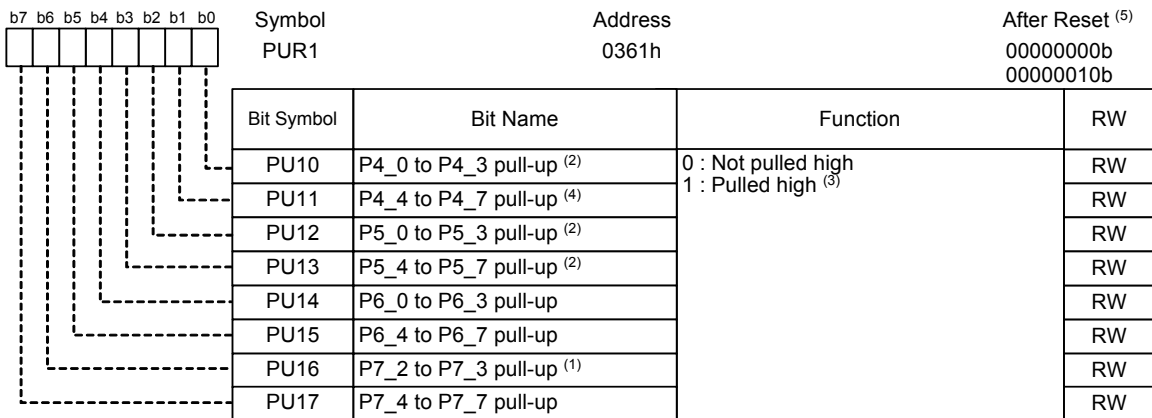 b7 b6 b5 b4 b3 b2 b1 b0 Symbol Address After Reset (5)
PUR1 0361h 00000000b
00000010b
Bit Symbol Bit Name Function RW
PU10 P4_0 to P4_3 pull-up (2) 0 : Not pulled high RW
1 : Pulled high (3)
PU11 P4_4 to P4_7 pull-up (4) RW
PU12 P5_0 to P5_3 pull-up (2) RW
PU13 P5_4 to P5_7 pull-up (2) RW
PU14 P6_0 to P6_3 pull-up RW
PU15 P6_4 to P6_7 pull-up RW
PU16 P7_2 to P7_3 pull-up (1) RW
PU17 P7_4 to P7_7 pull-up RW